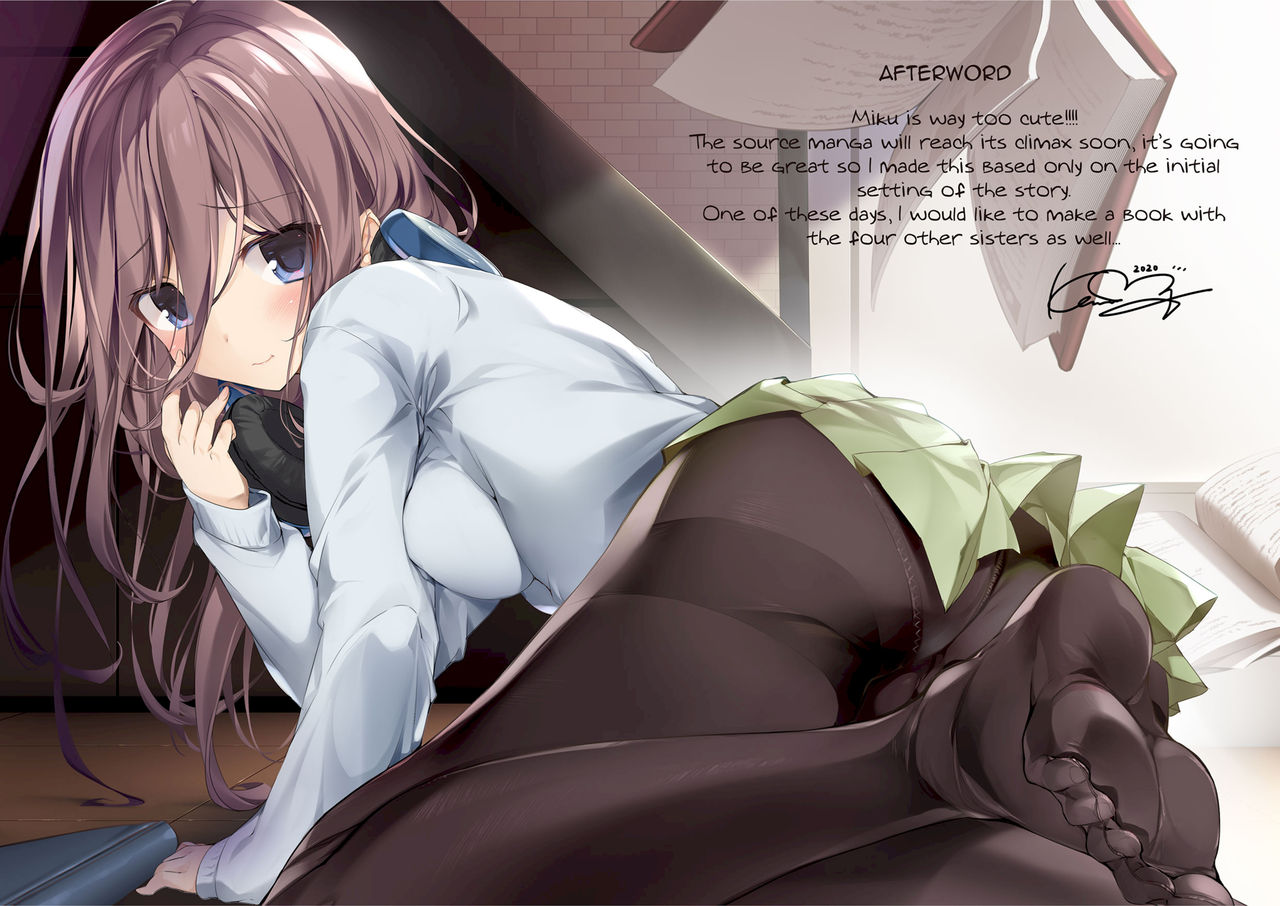 AFTERWORD
Miku is way too cute!!!!
The source manga will reach its climax soon, it's going
to be great so I made this based only on the initial
setting of the story.
One of these days, I would like to make a book with
the four other sisters as well...
2020 ...